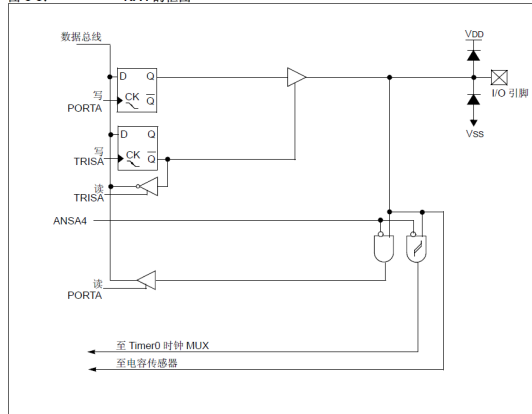 数据总线
VDD
D Q
写
PORTA
CK Q
I/O 引脚
VSS
D Q
写
TRISA
CK Q
读
TRISA
ANSA4
读
PORTA
至 Timer0 时钟 MUX
至电容传感器